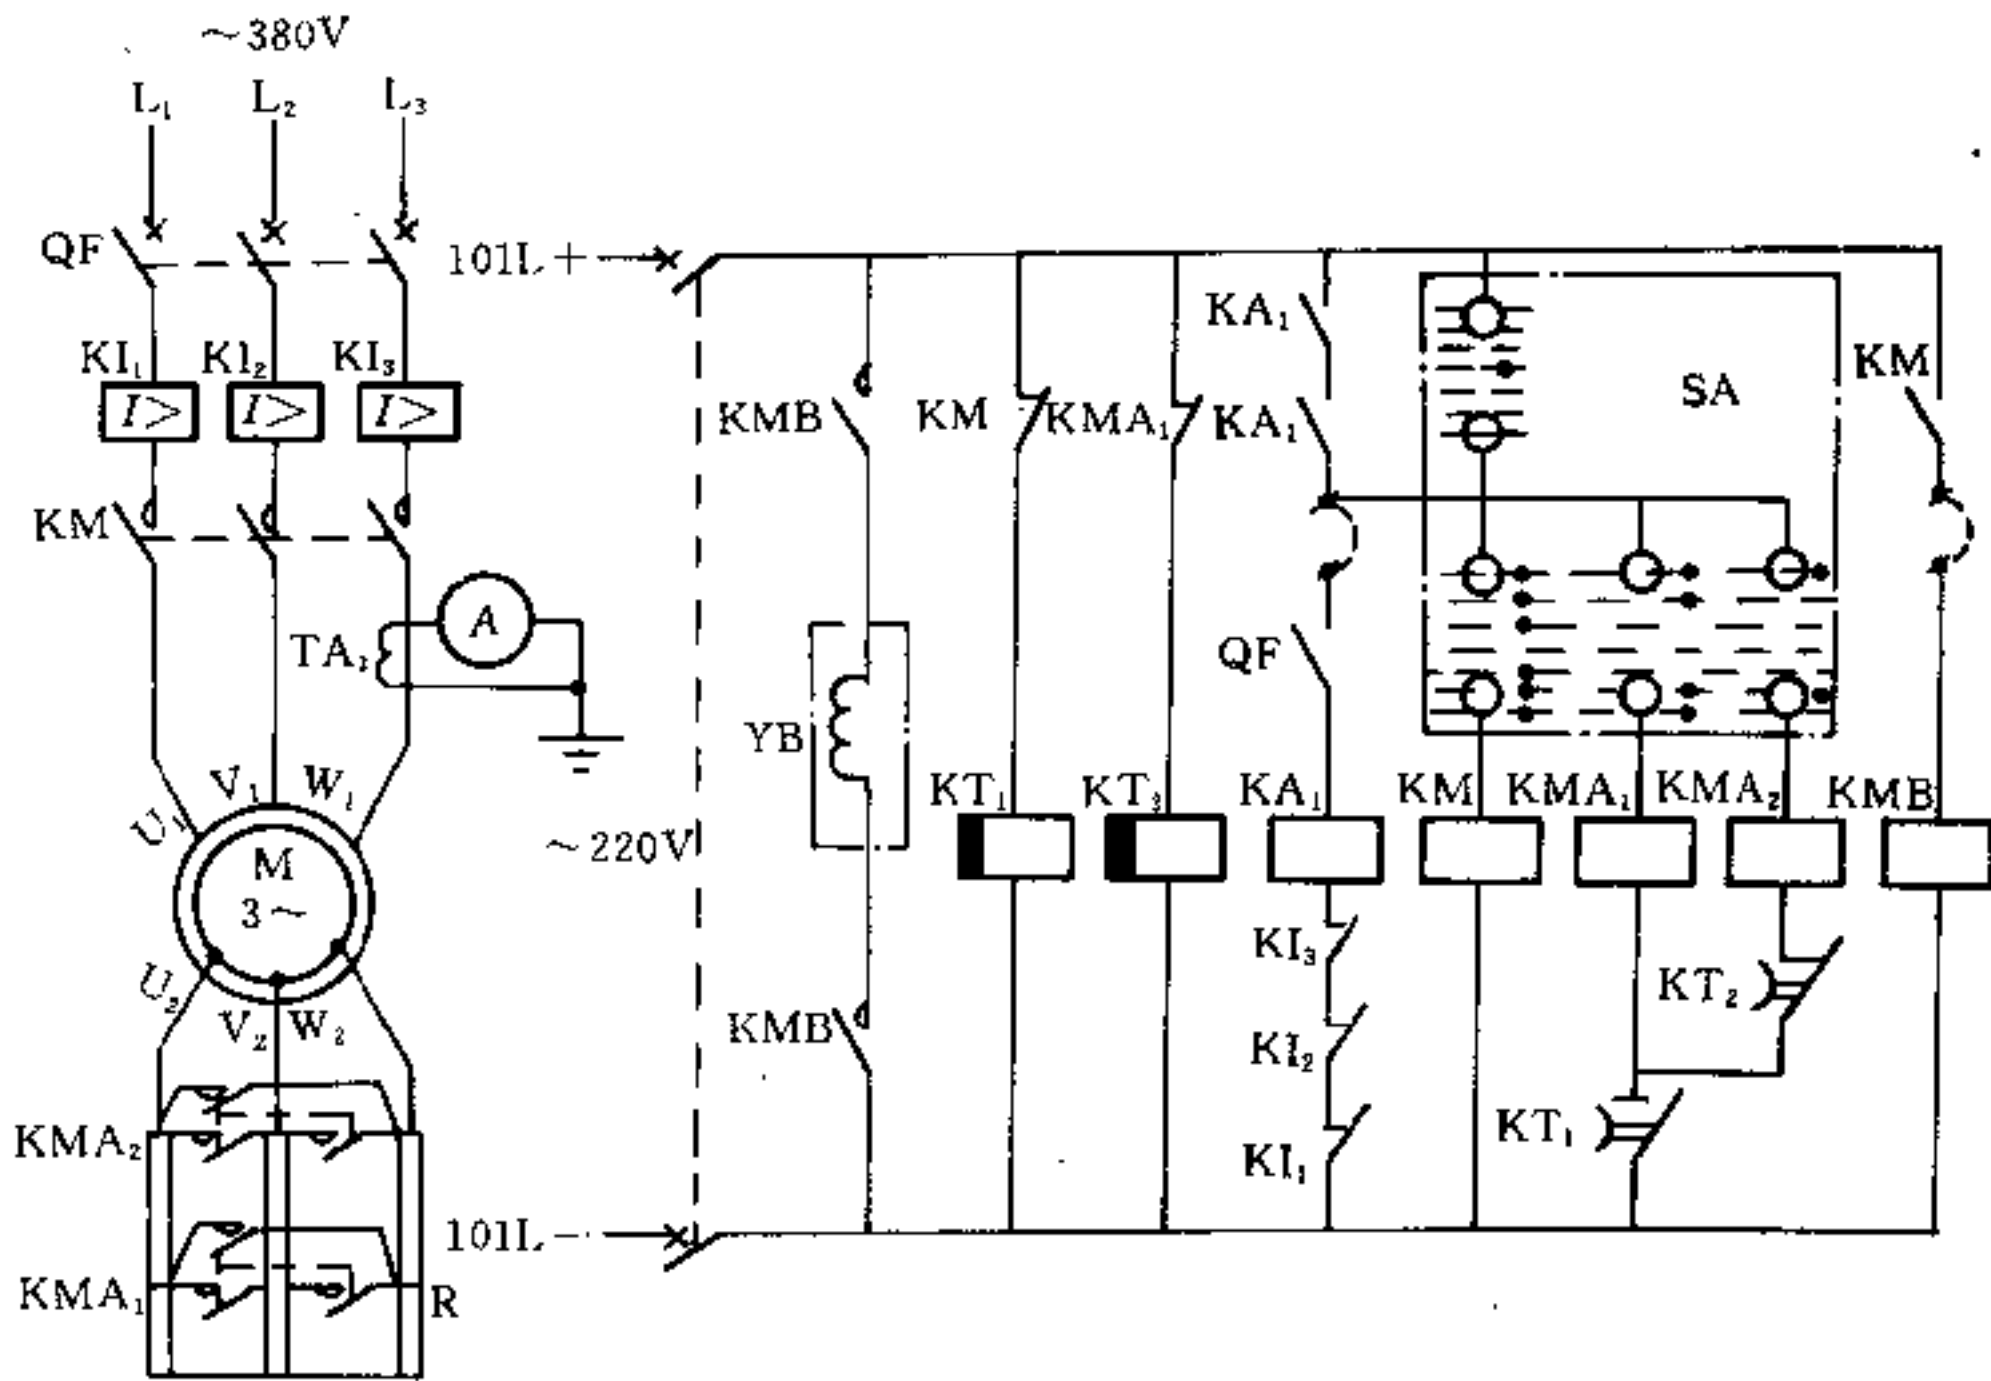 ~380V
L₁ L₂ L₃
QF
101L+
KI₁ KI₂ KI₃
I> I> I>
KM
A
TA₂
U₁ V₁ W₁
M
3~
U₂ V₂ W₂
KMA₂
KMA₁ R
~220V
101L-
KMB
YB
KMB
KM
KT₁
KMA₁
KT₂
KA₁
KA₁
QF
KA₁
KI₃
KI₂
KI₁
SA
KM KMA₁ KMA₂ KMB
KM
KT₂
KT₁